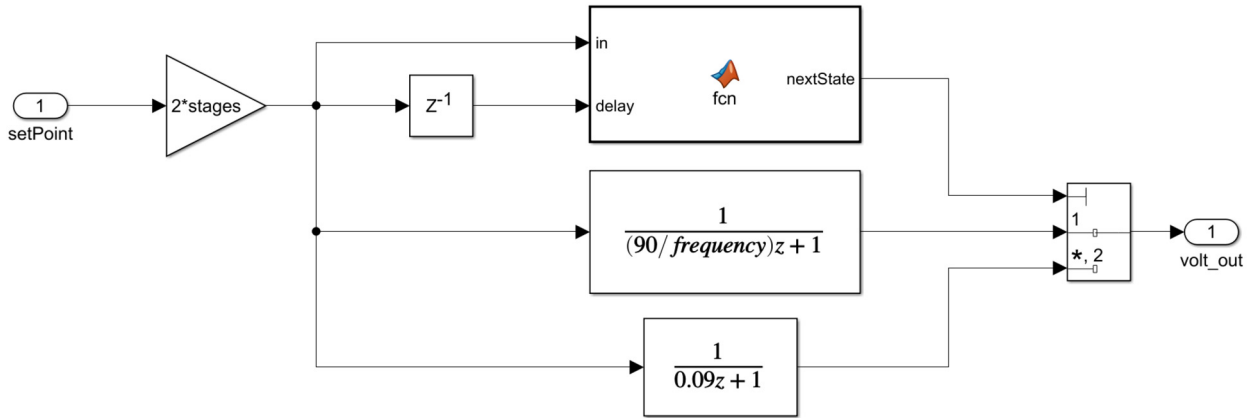 1
setPoint
2*stages
Z⁻¹
in
delay
fcn
nextState
1
(90/frequency)z + 1
1
0.09z + 1
1
*, 2
1
volt_out